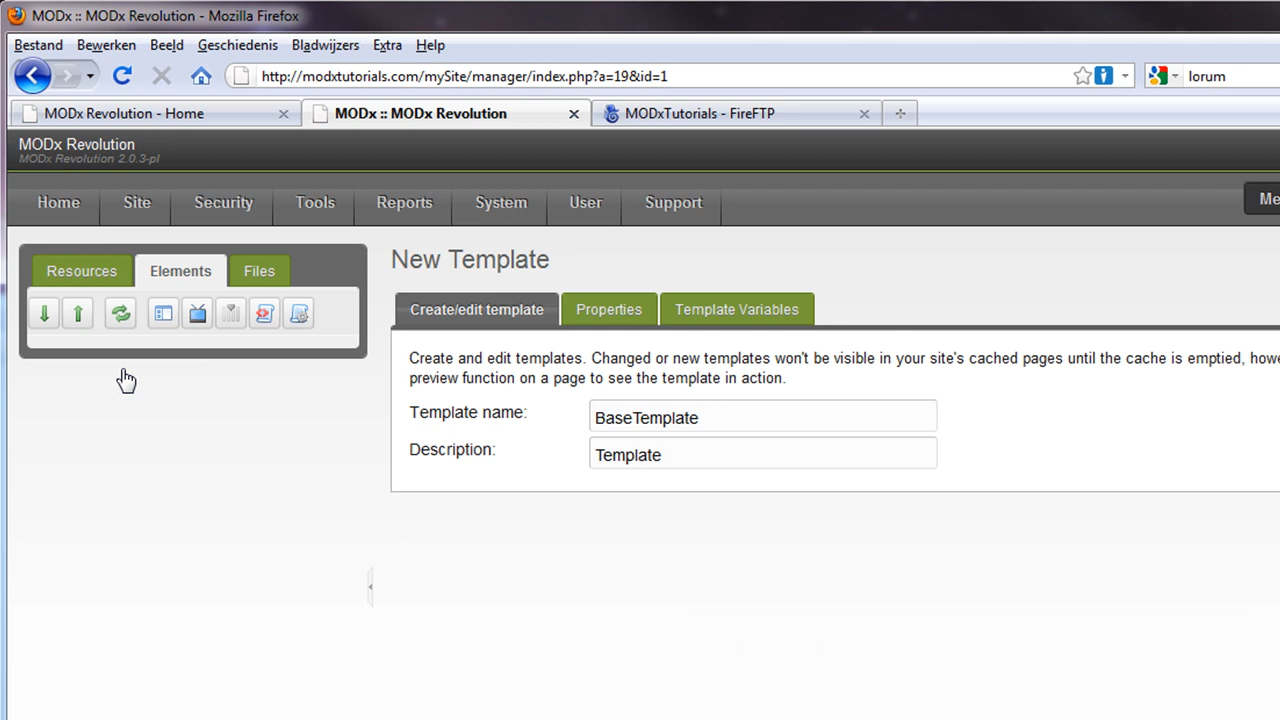 MODx :: MODx Revolution - Mozilla Firefox
Bestand Bewerken Beeld Geschiedenis Bladwijzers Extra Help
http://modxtutorials.com/mySite/manager/index.php?a=19&id=1 lorum
MODx Revolution - Home MODx :: MODx Revolution MODxTutorials - FireFTP
MODx Revolution
MODx Revolution 2.0.3-pl
Home Site Security Tools Reports System User Support Me
Resources Elements Files
New Template
Create/edit template Properties Template Variables
Create and edit templates. Changed or new templates won't be visible in your site's cached pages until the cache is emptied, howe
preview function on a page to see the template in action.
Template name: BaseTemplate
Description: Template